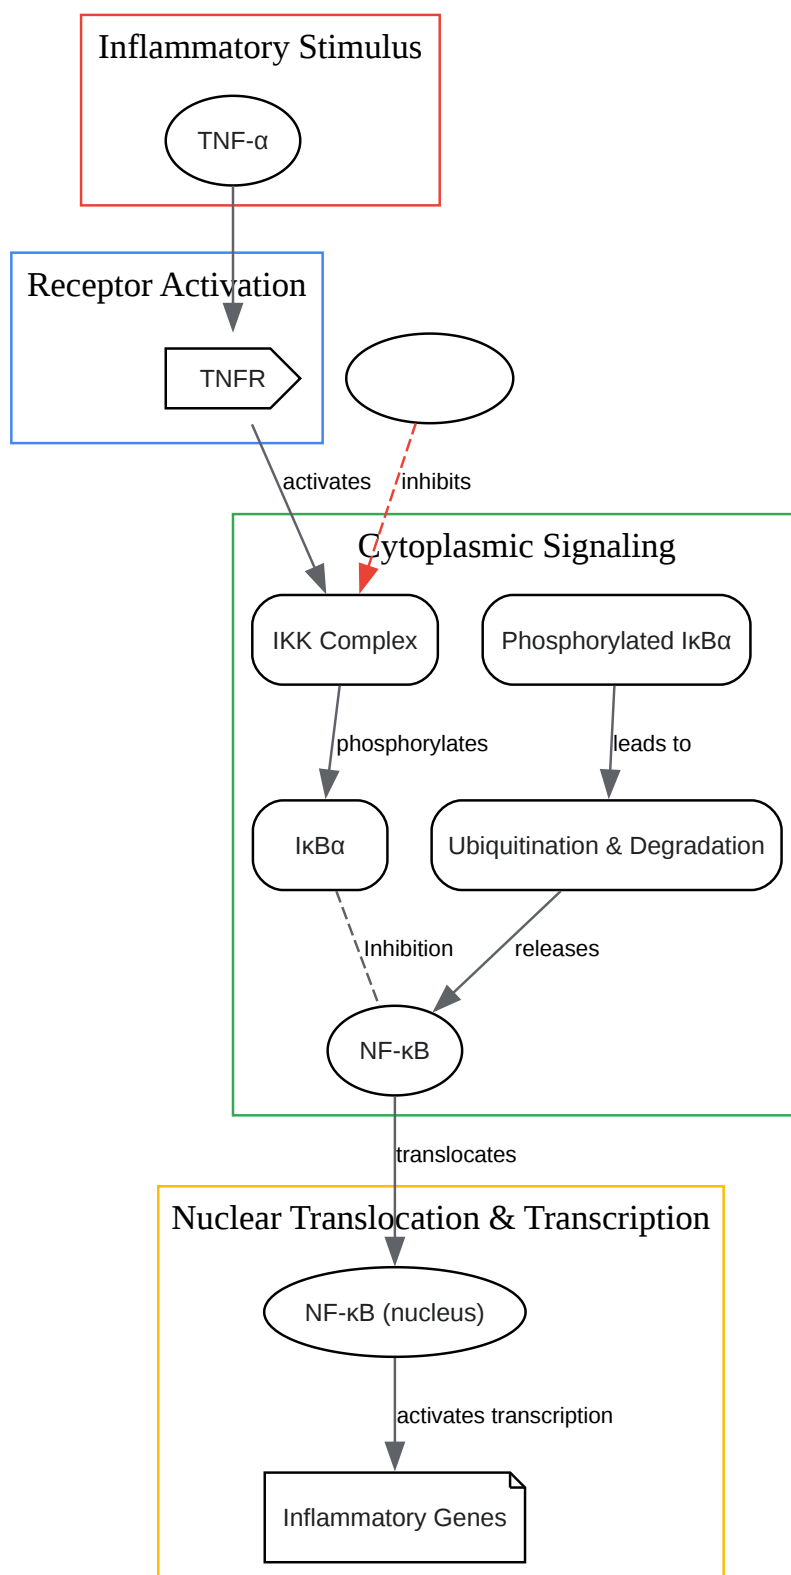 Inflammatory Stimulus
TNF-α
Receptor Activation
TNFR
activates
inhibits
Cytoplasmic Signaling
IKK Complex
Phosphorylated IκBα
phosphorylates
leads to
IκBα
Ubiquitination & Degradation
Inhibition
releases
NF-κB
translocates
Nuclear Translocation & Transcription
NF-κB (nucleus)
activates transcription
Inflammatory Genes